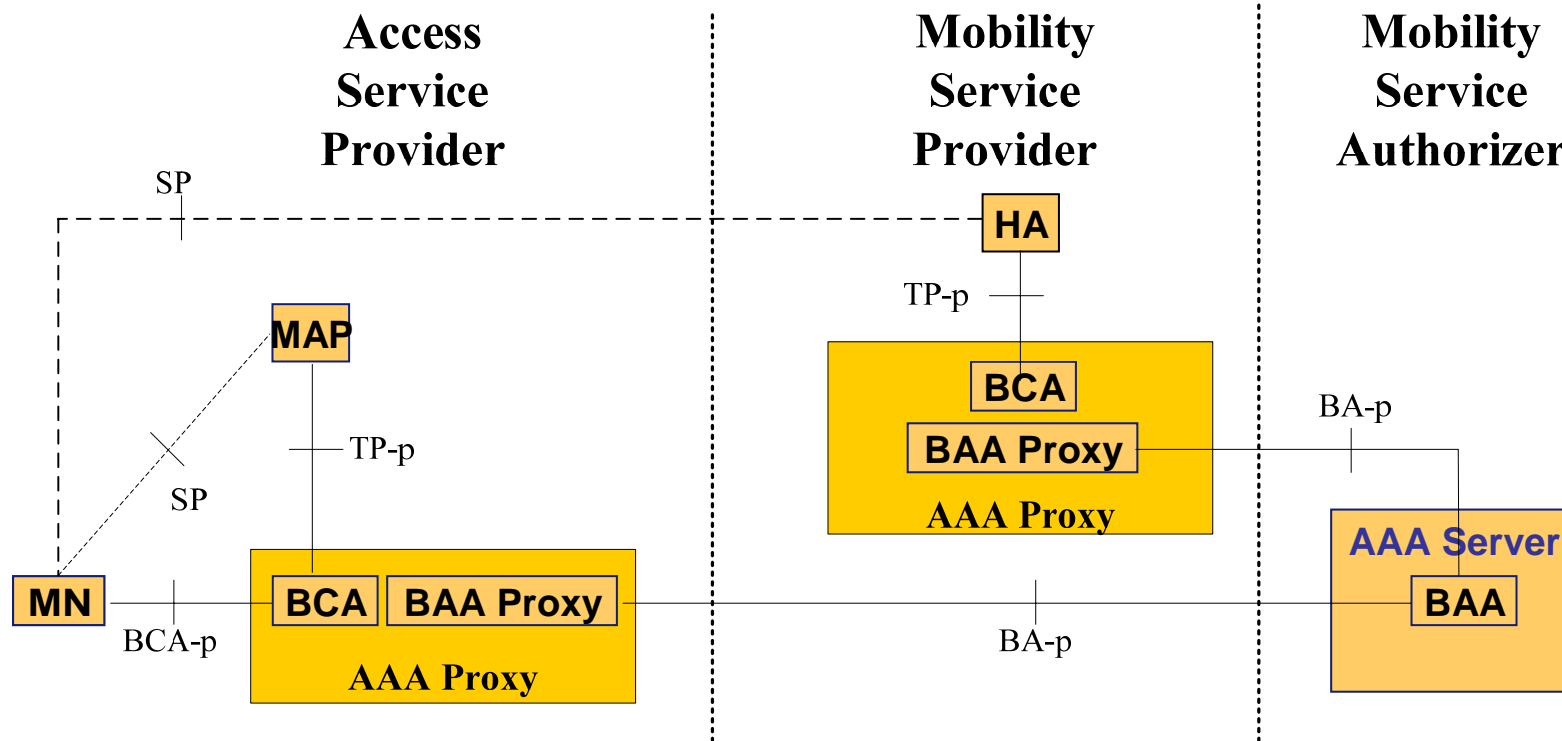 Access
Service
Provider
Mobility
Service
Provider
Mobility
Service
Authorizer
SP
HA
TP-p
MAP
BCA
BA-p
TP-p
BAA Proxy
SP
AAA Proxy
AAA Server
MN
BCA
BAA Proxy
BAA
BCA-p
BA-p
AAA Proxy